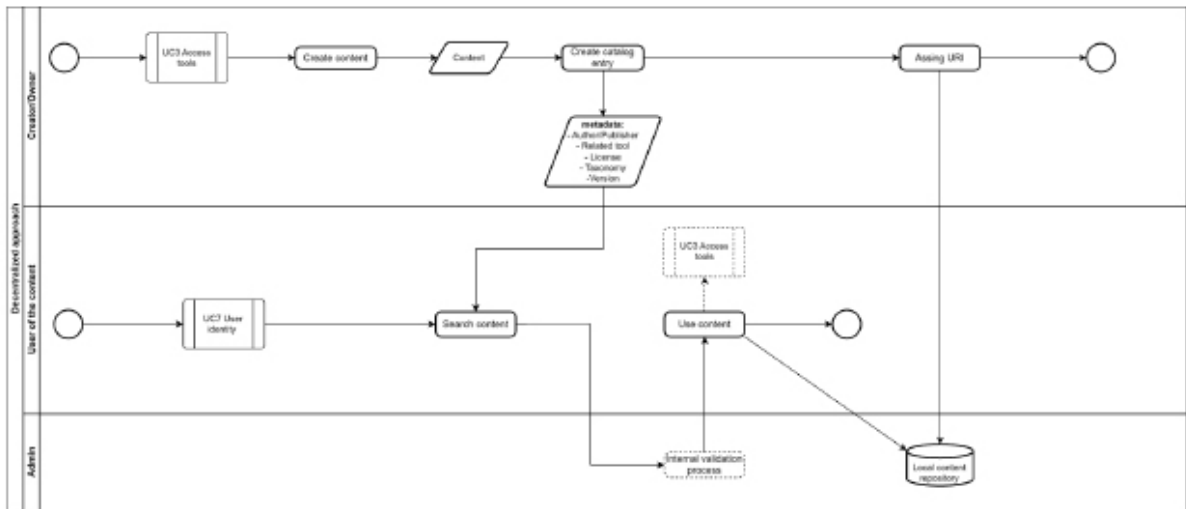 Decentralized approach
Creator/Owner
UC3 Access
tools
Create content
Content
Create catalog
entry
Assing URI
metadata:
- Author/Publisher
- Related tool
- License
- Taxonomy
-Version
User of the content
UC7 User
identity
Search content
UC3 Access
tools
Use content
Admin
Internal validation
process
Local content
repository